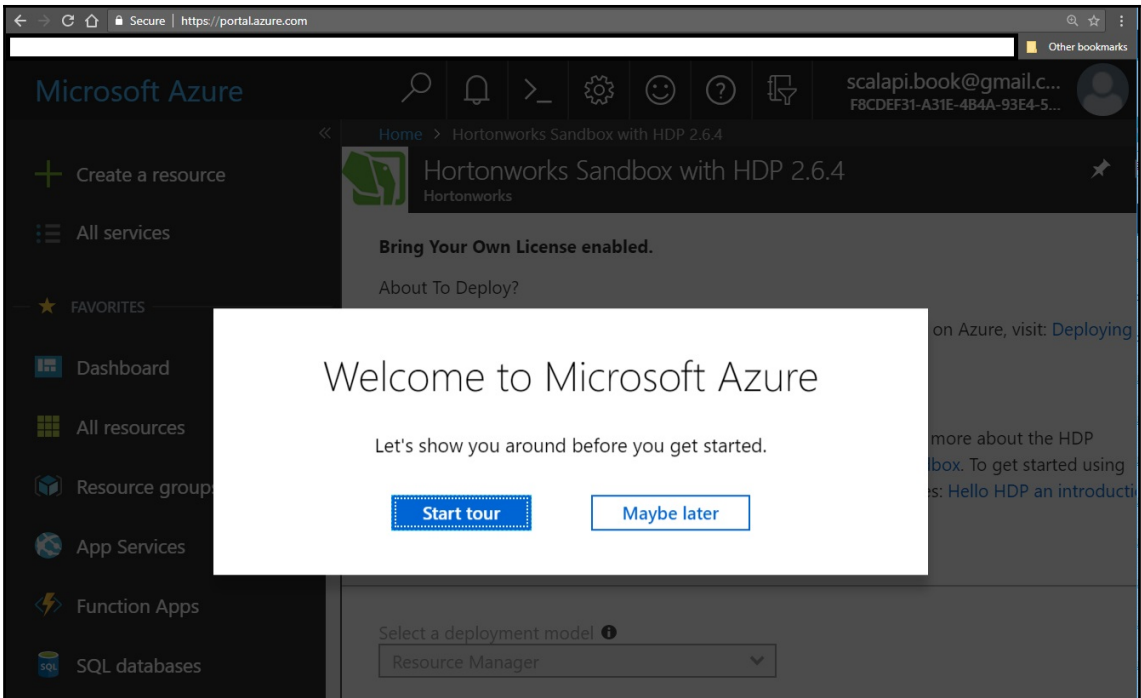 Secure | https://portal.azure.com
Other bookmarks
Microsoft Azure
scalapi.book@gmail.c...
F8CDEF31-A31E-4B4A-93E4-5...
Home > Hortonworks Sandbox with HDP 2.6.4
Hortonworks Sandbox with HDP 2.6.4
Hortonworks
Create a resource
All services
FAVORITES
Dashboard
All resources
Resource groups
App Services
Function Apps
SQL databases
SQL
Bring Your Own License enabled.
About To Deploy?
on Azure, visit: Deploying
more about the HDP
box. To get started using
s: Hello HDP an introducti
Welcome to Microsoft Azure
Let's show you around before you get started.
Start tour
Maybe later
Select a deployment model
Resource Manager